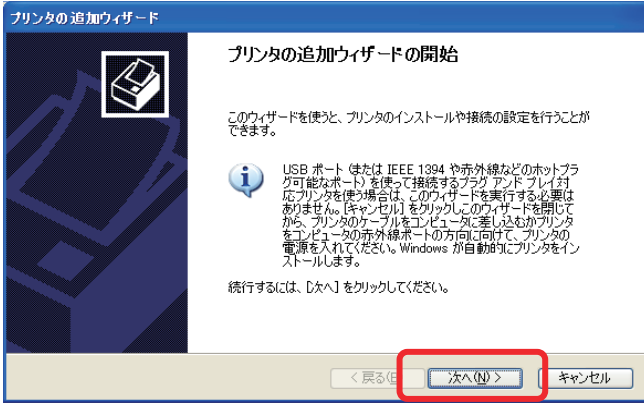 プリンタの追加ウィザード
プリンタの追加ウィザードの開始
このウィザードを使うと、プリンタのインストールや接続の設定を行うことが
できます。
USB ポート (または IEEE 1394 や赤外線などのホットプラ
グ可能なポート) を使って接続するプラグ アンド プレイ対
応プリンタを使う場合は、このウィザードを実行する必要は
ありません。[キャンセル] をクリックしこのウィザードを閉じて
から、プリンタのケーブルをコンピュータに差し込むかプリンタ
をコンピュータの赤外線ポートの方向に向けて、プリンタの
電源を入れてください。Windows が自動的にプリンタをイン
ストールします。
続行するには、[次へ] をクリックしてください。
< 戻る(B 次へ(N) > キャンセル